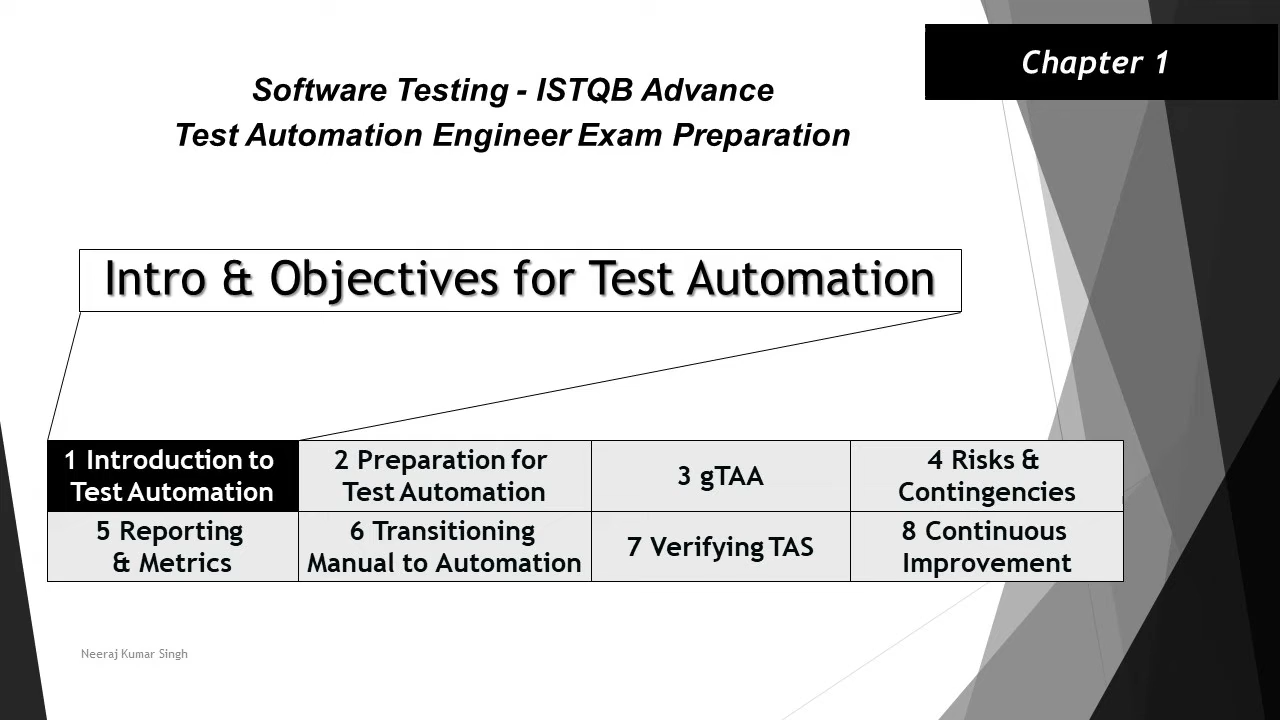 Chapter 1
Software Testing - ISTQB Advance
Test Automation Engineer Exam Preparation
Intro & Objectives for Test Automation
1 Introduction to
Test Automation
2 Preparation for
Test Automation
3 gTAA
4 Risks &
Contingencies
5 Reporting
& Metrics
6 Transitioning
Manual to Automation
7 Verifying TAS
8 Continuous
Improvement
Neeraj Kumar Singh